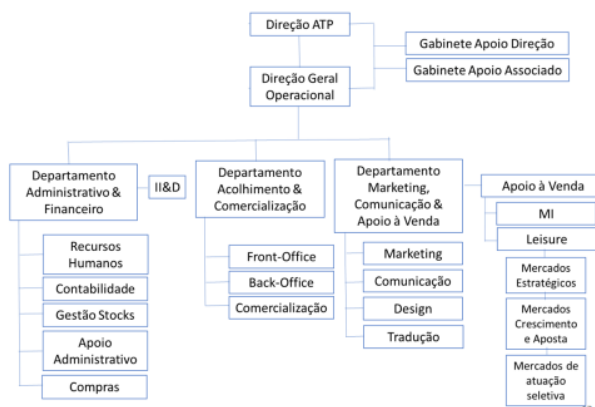 Direção ATP
Gabinete Apoio Direção
Gabinete Apoio Associado
Direção Geral
Operacional
Departamento
Administrativo &
Financeiro
II&D
Recursos
Humanos
Contabilidade
Gestão Stocks
Apoio
Administrativo
Compras
Departamento
Acolhimento &
Comercialização
Front-Office
Back-Office
Comercialização
Departamento
Marketing,
Comunicação &
Apoio à Venda
Marketing
Comunicação
Design
Tradução
Apoio à Venda
MI
Leisure
Mercados
Estratégicos
Mercados
Crescimento
e Aposta
Mercados de
atuação
seletiva